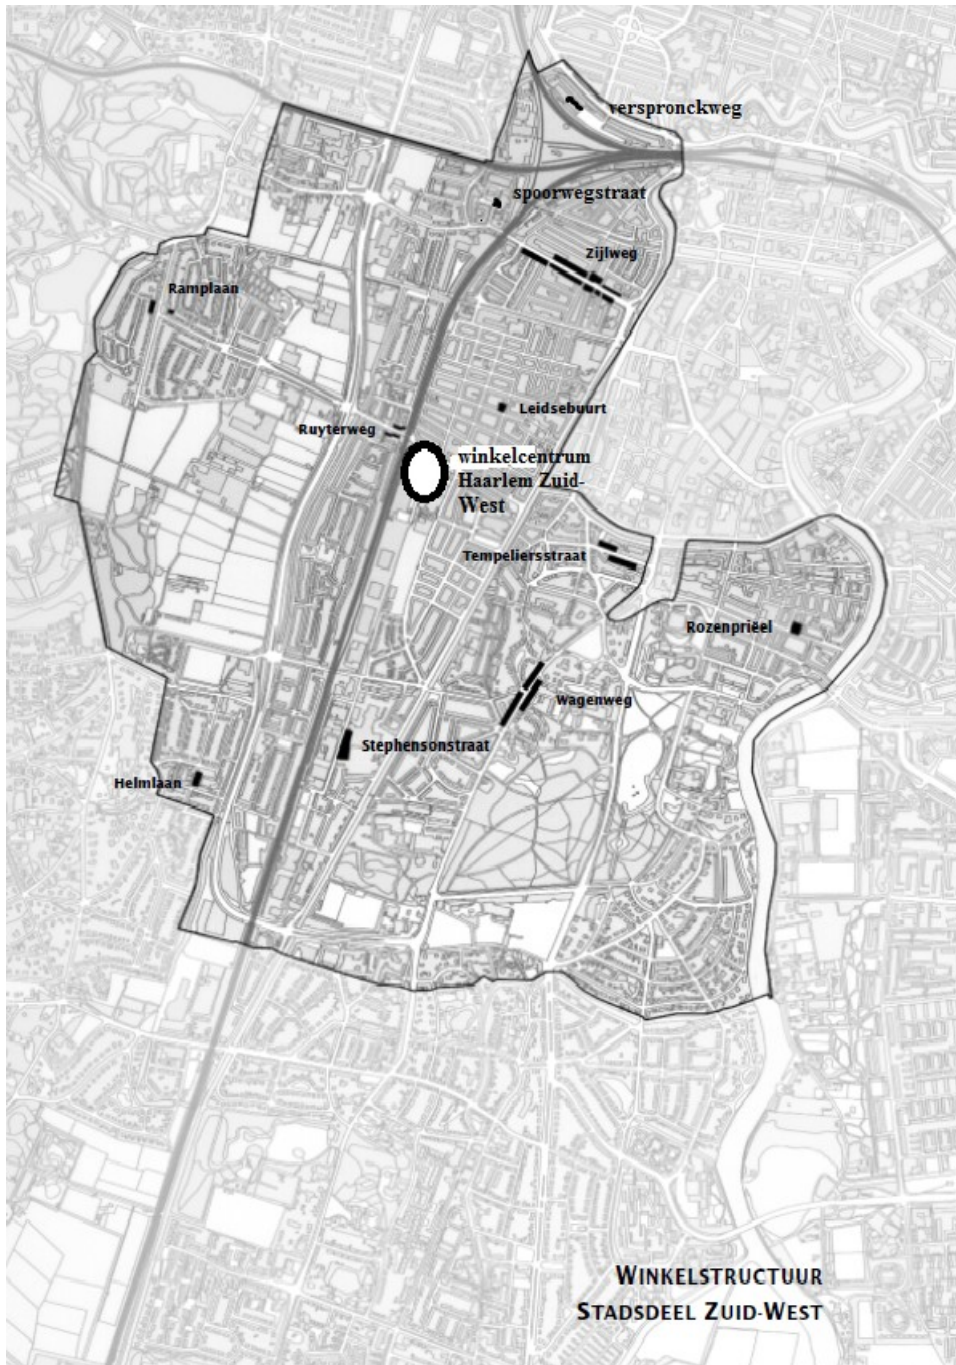 verspronckweg
spoorwegstraat
Zijlweg
Ramplaan
Leidsebuurt
Ruyterweg
winkelcentrum
Haarlem Zuid-
West
Tempeliersstraat
Rozenprieel
Wagenweg
Stephensonstraat
Helmlaan
WINKELSTRUCTUUR
STADSDEEL ZUID-WEST